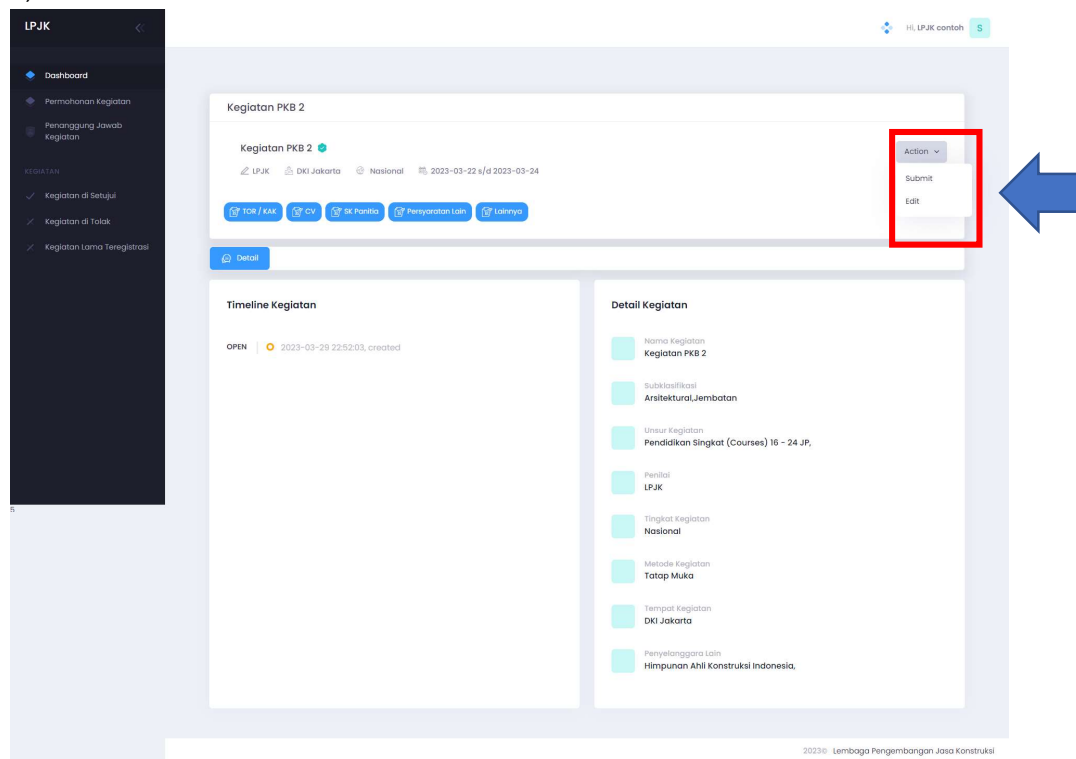 LPJK
Hi, LPJK contoh S
Dashboard
Permohonan Kegiatan
Penanggung Jawab
Kegiatan
KEGIATAN
Kegiatan di Setujui
Kegiatan di Tolak
Kegiatan Lama Teregistrasi
Kegiatan PKB 2
Kegiatan PKB 2
LPJK DKI Jakarta Nasional 2023-03-22 s/d 2023-03-24
Action
Submit
Edit
TOR / KAK CV SK Panitia Persyaratan Lain Lainnya
Detail
Timeline Kegiatan
OPEN 2023-03-29 22:52:03, created
Detail Kegiatan
Nama Kegiatan
Kegiatan PKB 2
Subklasifikasi
Arsitektural,Jembatan
Unsur Kegiatan
Pendidikan Singkat (Courses) 16 - 24 JP,
Penilai
LPJK
Tingkat Kegiatan
Nasional
Metode Kegiatan
Tatap Muka
Tempat Kegiatan
DKI Jakarta
Penyelanggara Lain
Himpunan Ahli Konstruksi Indonesia,
2023© Lembaga Pengembangan Jasa Konstruksi